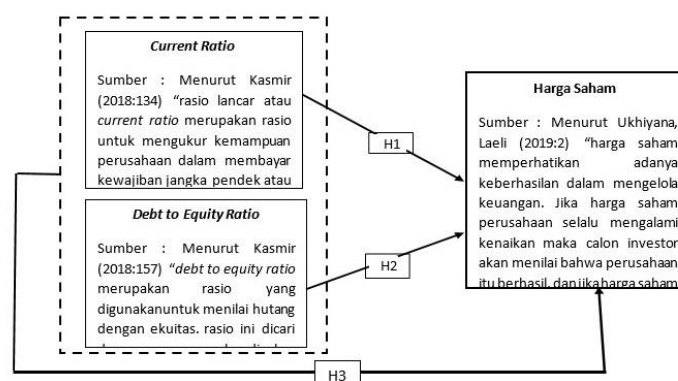 Current Ratio
Sumber : Menurut Kasmir
(2018:134) “rasio lancar atau
current ratio merupakan rasio
untuk mengukur kemampuan
perusahaan dalam membayar
kewajiban jangka pendek atau
Debt to Equity Ratio
Sumber : Menurut Kasmir
(2018:157) “debt to equity ratio
merupakan rasio yang
digunakanuntuk menilai hutang
dengan ekuitas. rasio ini dicari
H1
H2
Harga Saham
Sumber : Menurut Ukhiyana,
Laeli (2019:2) “harga saham
memperhatikan adanya
keberhasilan dalam mengelola
keuangan. Jika harga saham
perusahaan selalu mengalami
kenaikan maka calon investor
akan menilai bahwa perusahaan
itu berhasil, dan jika harga saham
H3